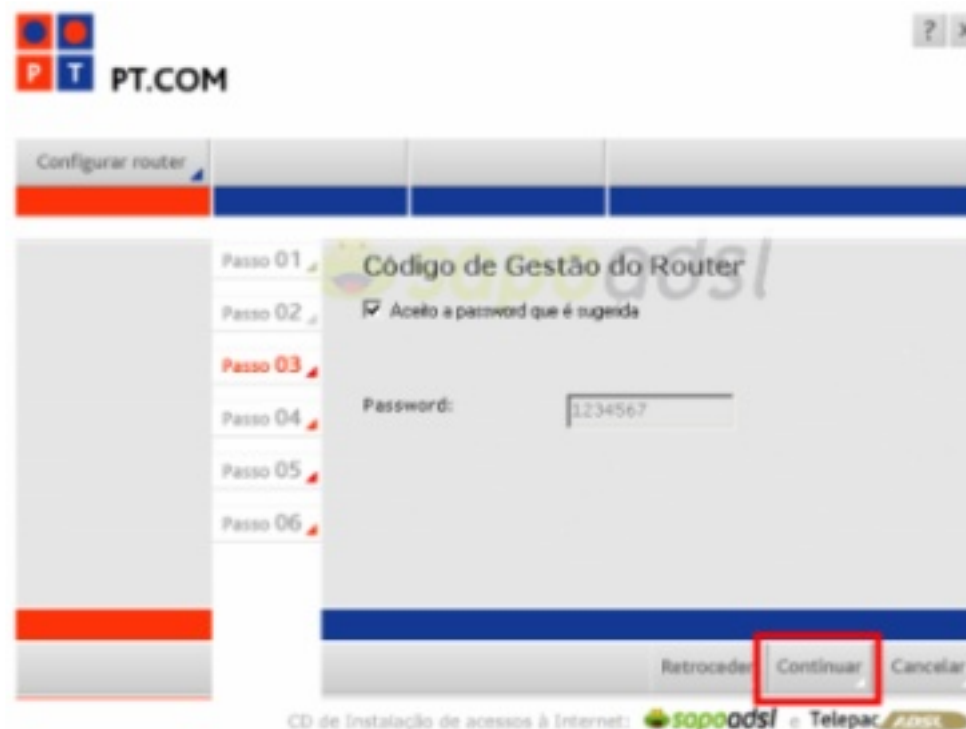 ? x
P T PT.COM
Configurar router
sapoadsl
Passo 01
Passo 02
Passo 03
Passo 04
Passo 05
Passo 06
Código de Gestão do Router
Aceito a password que é sugerida
Password: 1234567
Retroceder Continuar Cancelar
CD de Instalação de acessos à Internet: sapoadsl e Telepac ADSL